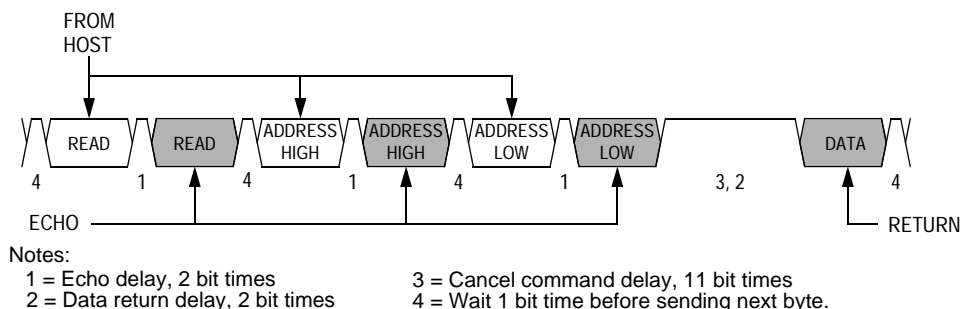 FROM
HOST
READ
READ
ADDRESS
HIGH
ADDRESS
HIGH
ADDRESS
LOW
ADDRESS
LOW
DATA
4
1
4
1
4
1
3, 2
4
ECHO
RETURN
Notes:
1 = Echo delay, 2 bit times
2 = Data return delay, 2 bit times
3 = Cancel command delay, 11 bit times
4 = Wait 1 bit time before sending next byte.